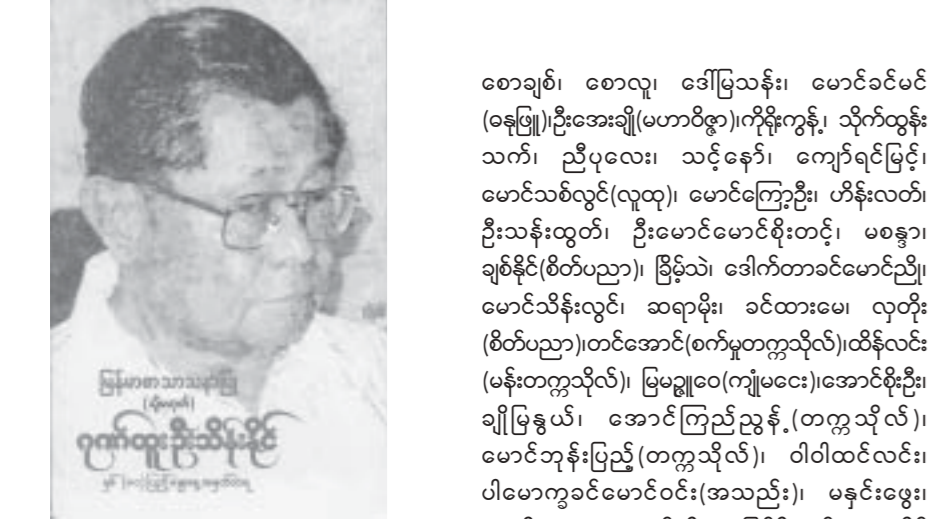 မြန်မာစာသာသနာပြု
(သို့မဟုတ်)
ဂုဏ်ထူးဦးသိန်းနိုင်
စောချစ်၊ စောလူ၊ ဒေါ်မြသန်း၊ မောင်ခင်မင်
(ဓနုဖြူ)၊ဦးအေးချို(မဟာဝိဇ္ဇာ)၊ကိုရိုးကွန့်၊ သိုက်ထွန်း
သက်၊ ညီပုလေး၊ သင့်နော်၊ ကျော်ရင်မြင့်၊
မောင်သစ်လွင်(လူထု)၊ မောင်ကြော့ဦး၊ ဟိန်းလတ်၊
ဦးသန်းထွတ်၊ ဦးမောင်မောင်စိုးတင့်၊ မစန္ဒာ၊
ချစ်နိုင်(စိတ်ပညာ)၊ ခြိမ့်သဲ၊ ဒေါက်တာခင်မောင်ညို၊
မောင်သိန်းလွင်၊ ဆရာမိုး၊ ခင်ထားမေ၊ လှတိုး
(စိတ်ပညာ)၊တင်အောင်(စက်မှုတက္ကသိုလ်)၊ထိန်လင်း
(မန်းတက္ကသိုလ်)၊ မြမဉ္ဇူဝေ(ကျုံမငေး)၊အောင်စိုးဦး၊
ချိုမြနွယ်၊ အောင်ကြည်ညွန့်(တက္ကသိုလ်)၊
မောင်ဘုန်းပြည့်(တက္ကသိုလ်)၊ ဝါဝါထင်လင်း၊
ပါမောက္ခခင်မောင်ဝင်း(အသည်း)၊ မနှင်းဖွေး၊